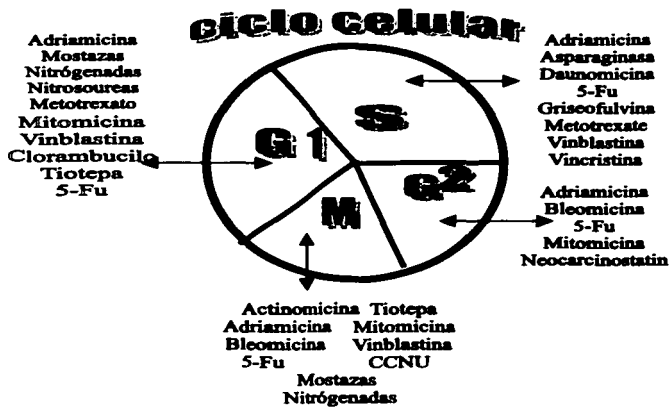 ciclo celular
Adriamicina
Mostazas
Nitrógenadas
Nitrosoureas
Metotrexato
Mitomicina
Vinblastina
Clorambucilo
Tiotepa
5-Fu
G 1
S
G2
M
Adriamicina
Asparaginasa
Daunomicina
5-Fu
Griseofulvina
Metotrexate
Vinblastina
Vincristina
Adriamicina
Bleomicina
5-Fu
Mitomicina
Neocarcinostatin
Actinomicina Tiotepa
Adriamicina Mitomicina
Bleomicina Vinblastina
5-Fu CCNU
Mostazas
Nitrógenadas